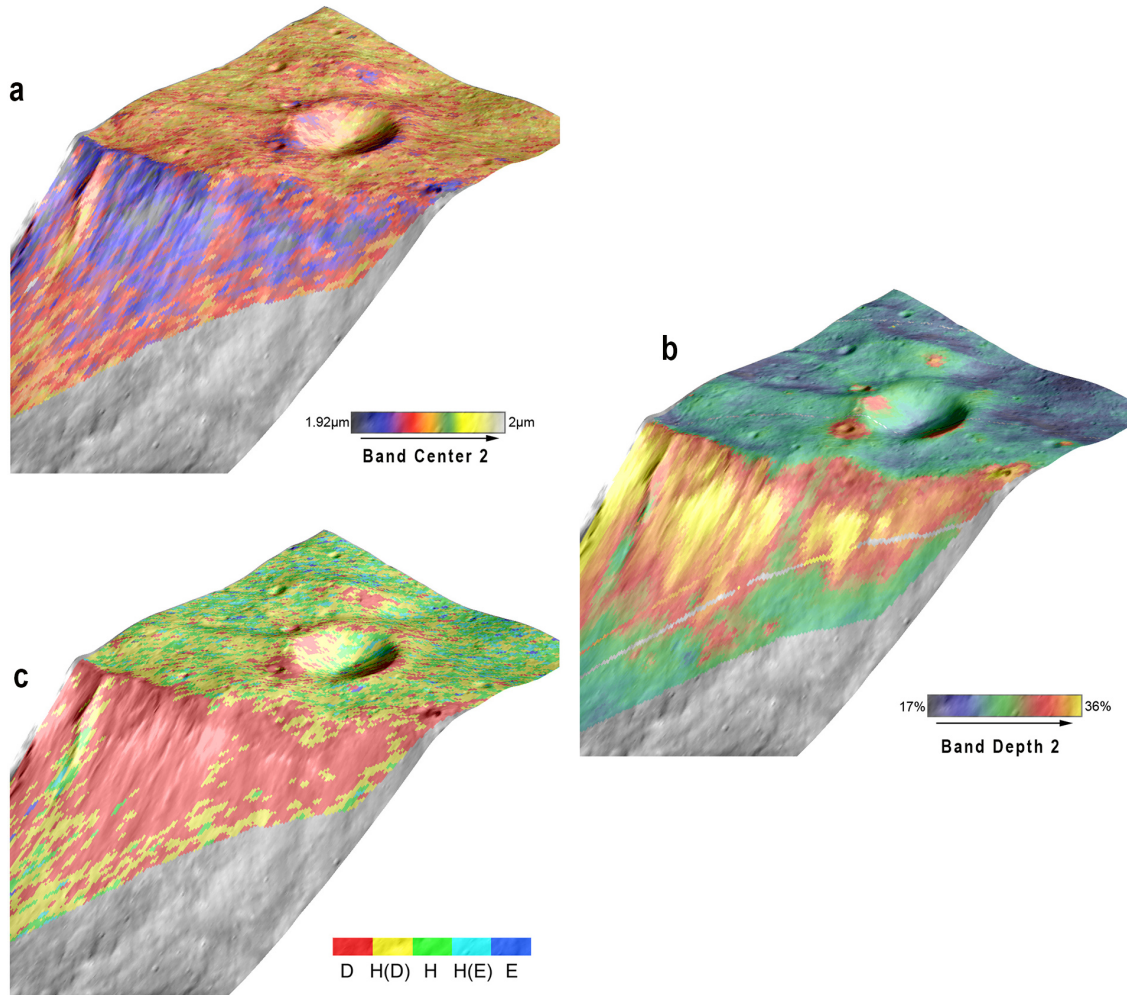 a
1.92µm 2µm
Band Center 2
b
17% 36%
Band Depth 2
c
D H(D) H H(E) E